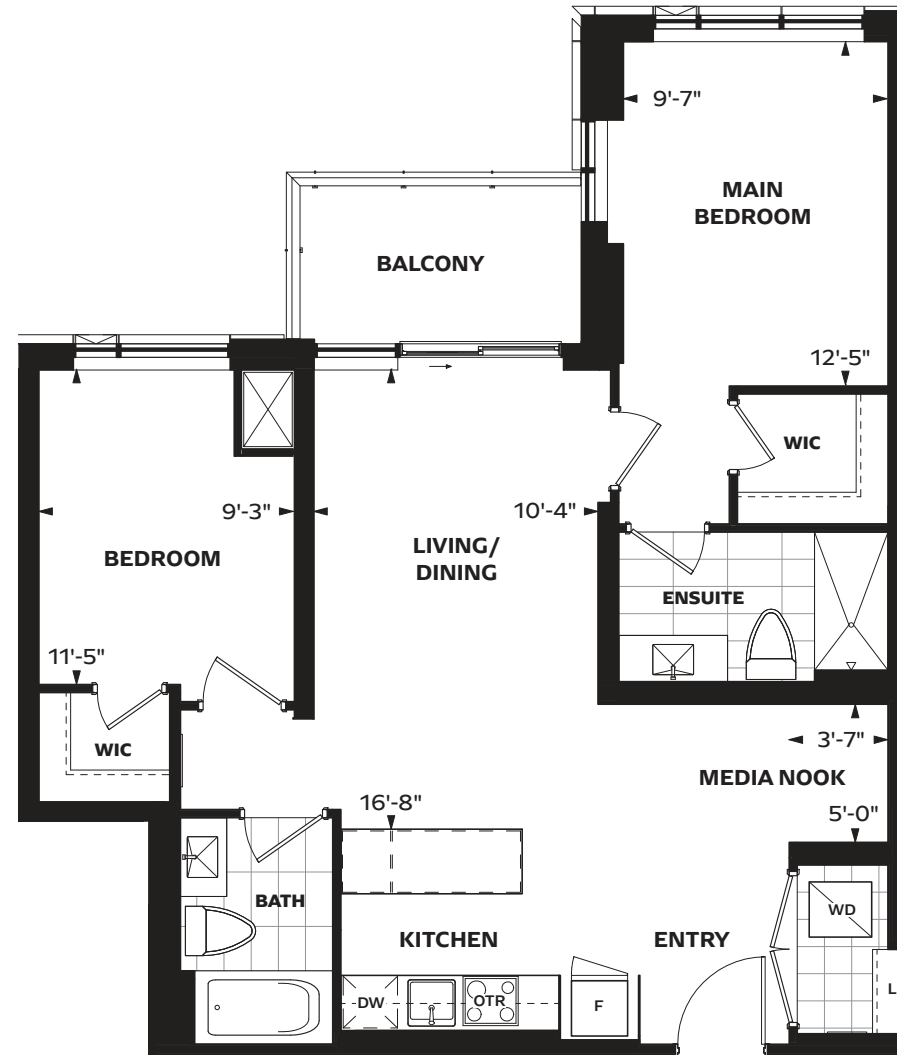 9'-7"
MAIN
BEDROOM
BALCONY
12'-5"
WIC
9'-3"
10'-4"
LIVING/
DINING
BEDROOM
ENSUITE
11'-5"
WIC
3'-7"
MEDIA NOOK
16'-8"
5'-0"
BATH
WD
KITCHEN
ENTRY
L
DW
OTR
F